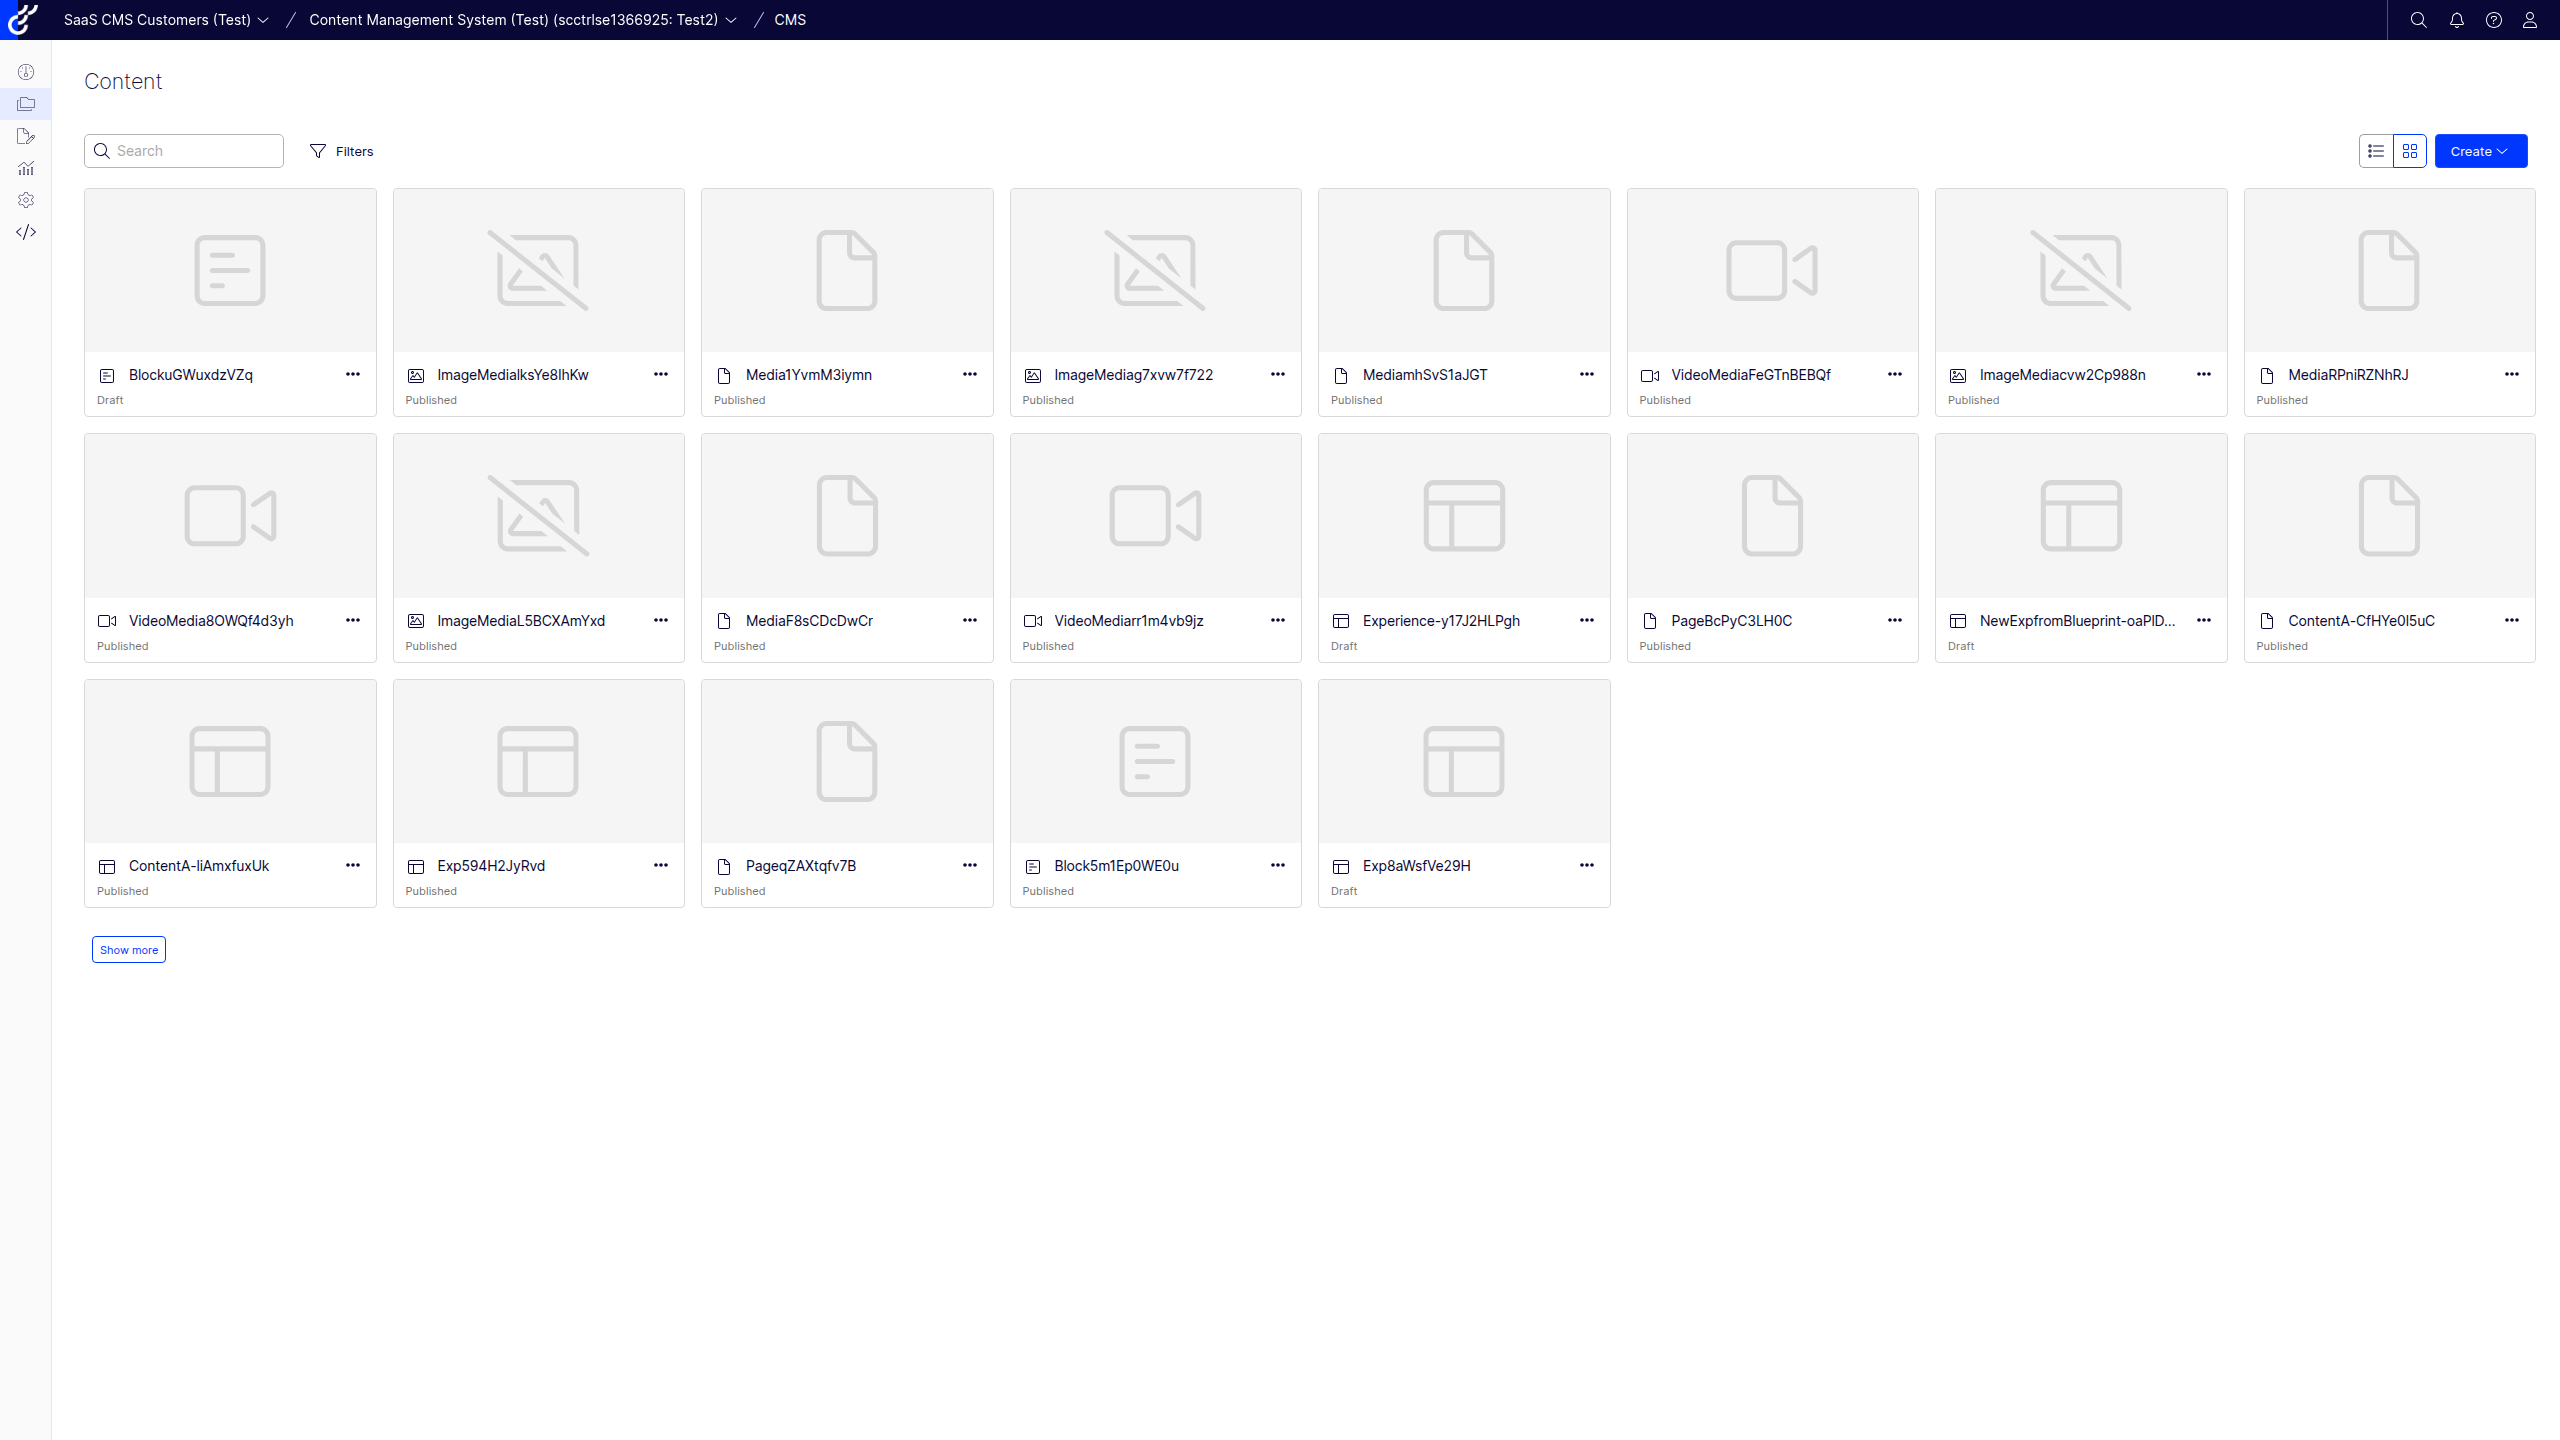 SaaS CMS Customers (Test) / Content Management System (Test) (scctrlse1366925: Test2) / CMS
Content
Search
Filters
Create
BlockuGWuxdzVZq
Draft
ImageMedialksYe8lhKw
Published
Media1YvmM3iymn
Published
ImageMediag7xvw7f722
Published
MediamhSvS1aJGT
Published
VideoMediaFeGTnBEBQf
Published
ImageMediacvw2Cp988n
Published
MediaRPniRZNhRJ
Published
VideoMedia8OWQf4d3yh
Published
ImageMediaL5BCXAmYxd
Published
MediaF8sCDcDwCr
Published
VideoMediarr1m4vb9jz
Published
Experience-y17J2HLPgh
Draft
PageBcPyC3LH0C
Published
NewExpfromBlueprint-oaPlD...
Draft
ContentA-CfHYe0I5uC
Published
ContentA-liAmxfuxUk
Published
Exp594H2JyRvd
Published
PageqZAXtqfv7B
Published
Block5m1Ep0WE0u
Published
Exp8aWsfVe29H
Draft
Show more